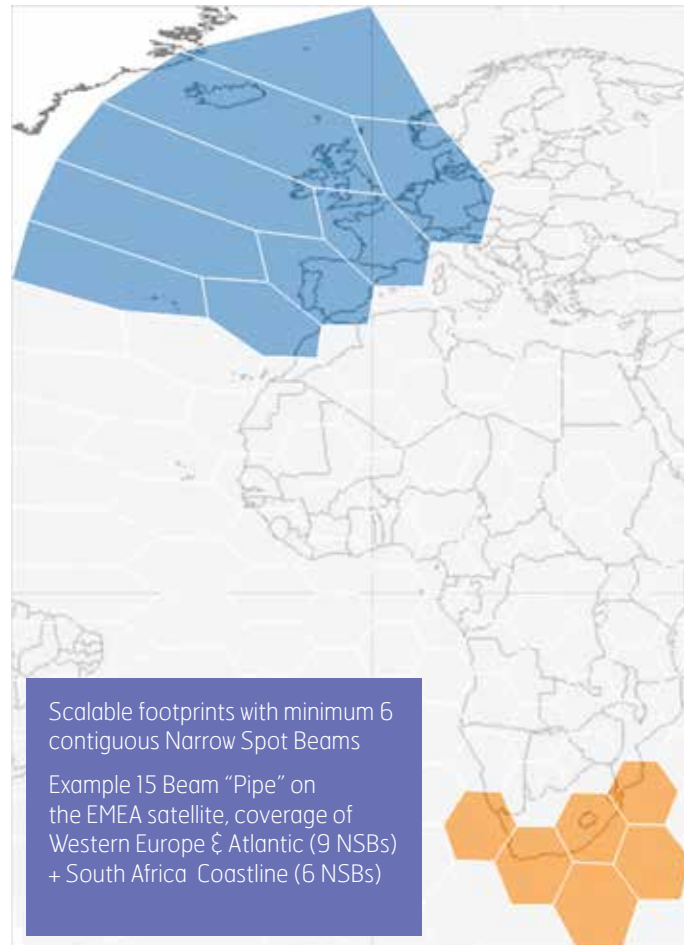 Scalable footprints with minimum 6
contiguous Narrow Spot Beams
Example 15 Beam “Pipe” on
the EMEA satellite, coverage of
Western Europe & Atlantic (9 NSBs)
+ South Africa Coastline (6 NSBs)